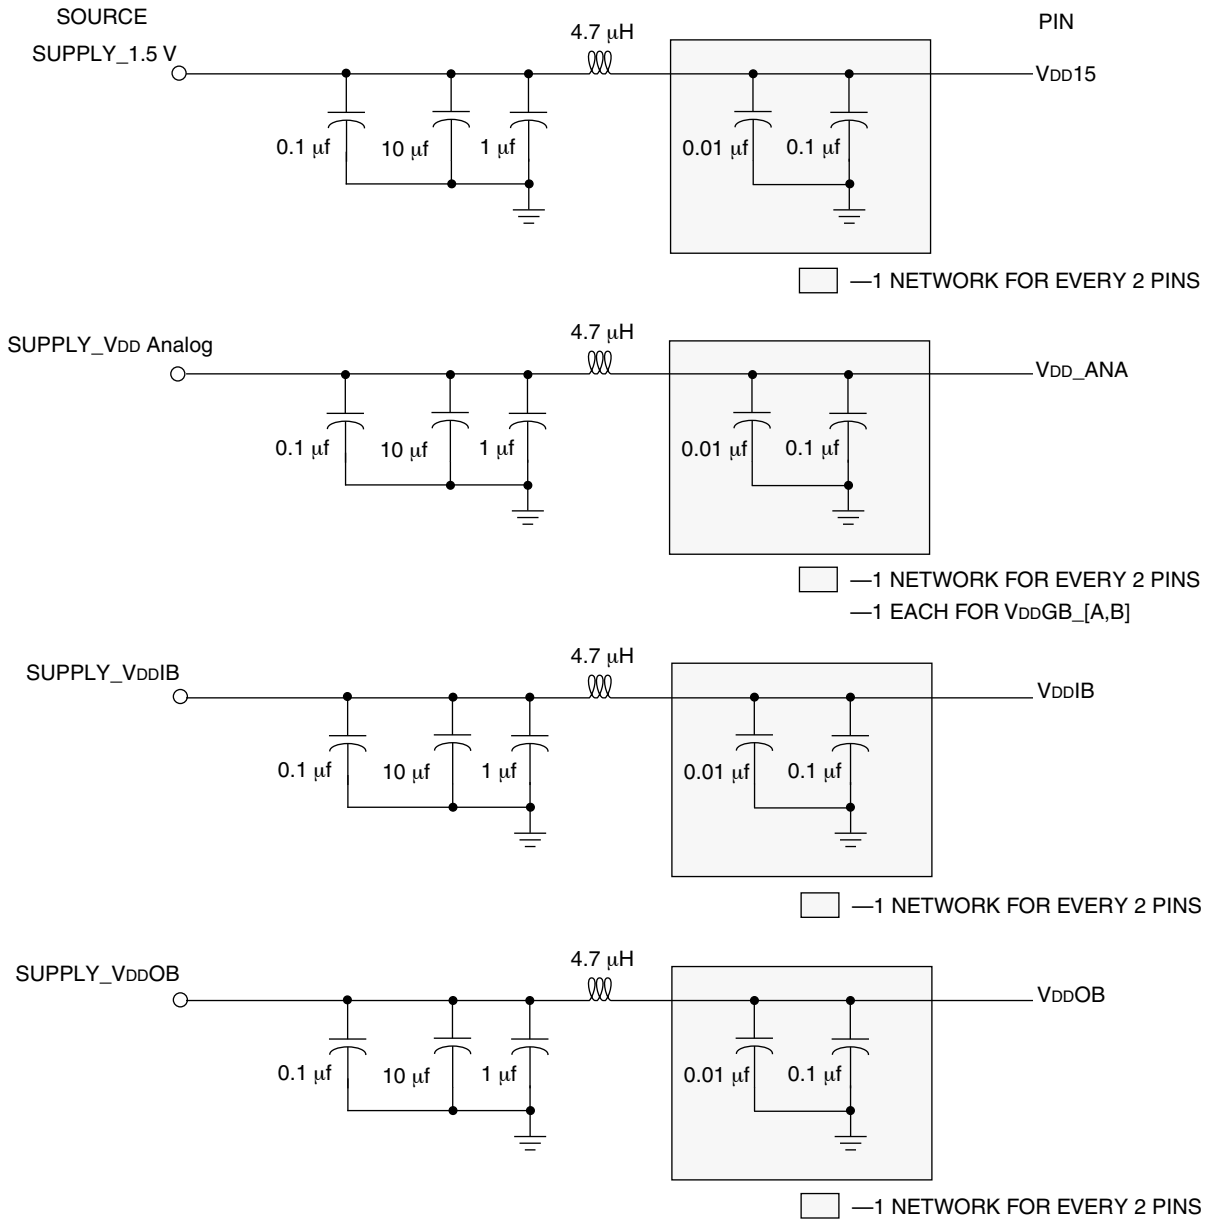 SOURCE
PIN
4.7 μH
SUPPLY_1.5 V
VDD15
0.1 μf
10 μf
1 μf
0.01 μf
0.1 μf
—1 NETWORK FOR EVERY 2 PINS
4.7 μH
SUPPLY_VDD Analog
VDD_ANA
0.1 μf
10 μf
1 μf
0.01 μf
0.1 μf
—1 NETWORK FOR EVERY 2 PINS
—1 EACH FOR VDDGB_[A,B]
4.7 μH
SUPPLY_VDDIB
VDDIB
0.1 μf
10 μf
1 μf
0.01 μf
0.1 μf
—1 NETWORK FOR EVERY 2 PINS
4.7 μH
SUPPLY_VDDOB
VDDOB
0.1 μf
10 μf
1 μf
0.01 μf
0.1 μf
—1 NETWORK FOR EVERY 2 PINS